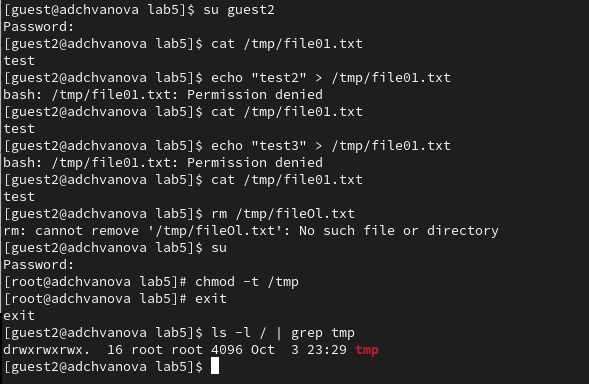 [guest@adchvanova lab5]$ su guest2
Password:
[guest2@adchvanova lab5]$ cat /tmp/file01.txt
test
[guest2@adchvanova lab5]$ echo "test2" > /tmp/file01.txt
bash: /tmp/file01.txt: Permission denied
[guest2@adchvanova lab5]$ cat /tmp/file01.txt
test
[guest2@adchvanova lab5]$ echo "test3" > /tmp/file01.txt
bash: /tmp/file01.txt: Permission denied
[guest2@adchvanova lab5]$ cat /tmp/file01.txt
test
[guest2@adchvanova lab5]$ rm /tmp/fileOl.txt
rm: cannot remove '/tmp/fileOl.txt': No such file or directory
[guest2@adchvanova lab5]$ su
Password:
[root@adchvanova lab5]# chmod -t /tmp
[root@adchvanova lab5]# exit
exit
[guest2@adchvanova lab5]$ ls -l / | grep tmp
drwxrwxrwx.  16 root root 4096 Oct  3 23:29 tmp
[guest2@adchvanova lab5]$